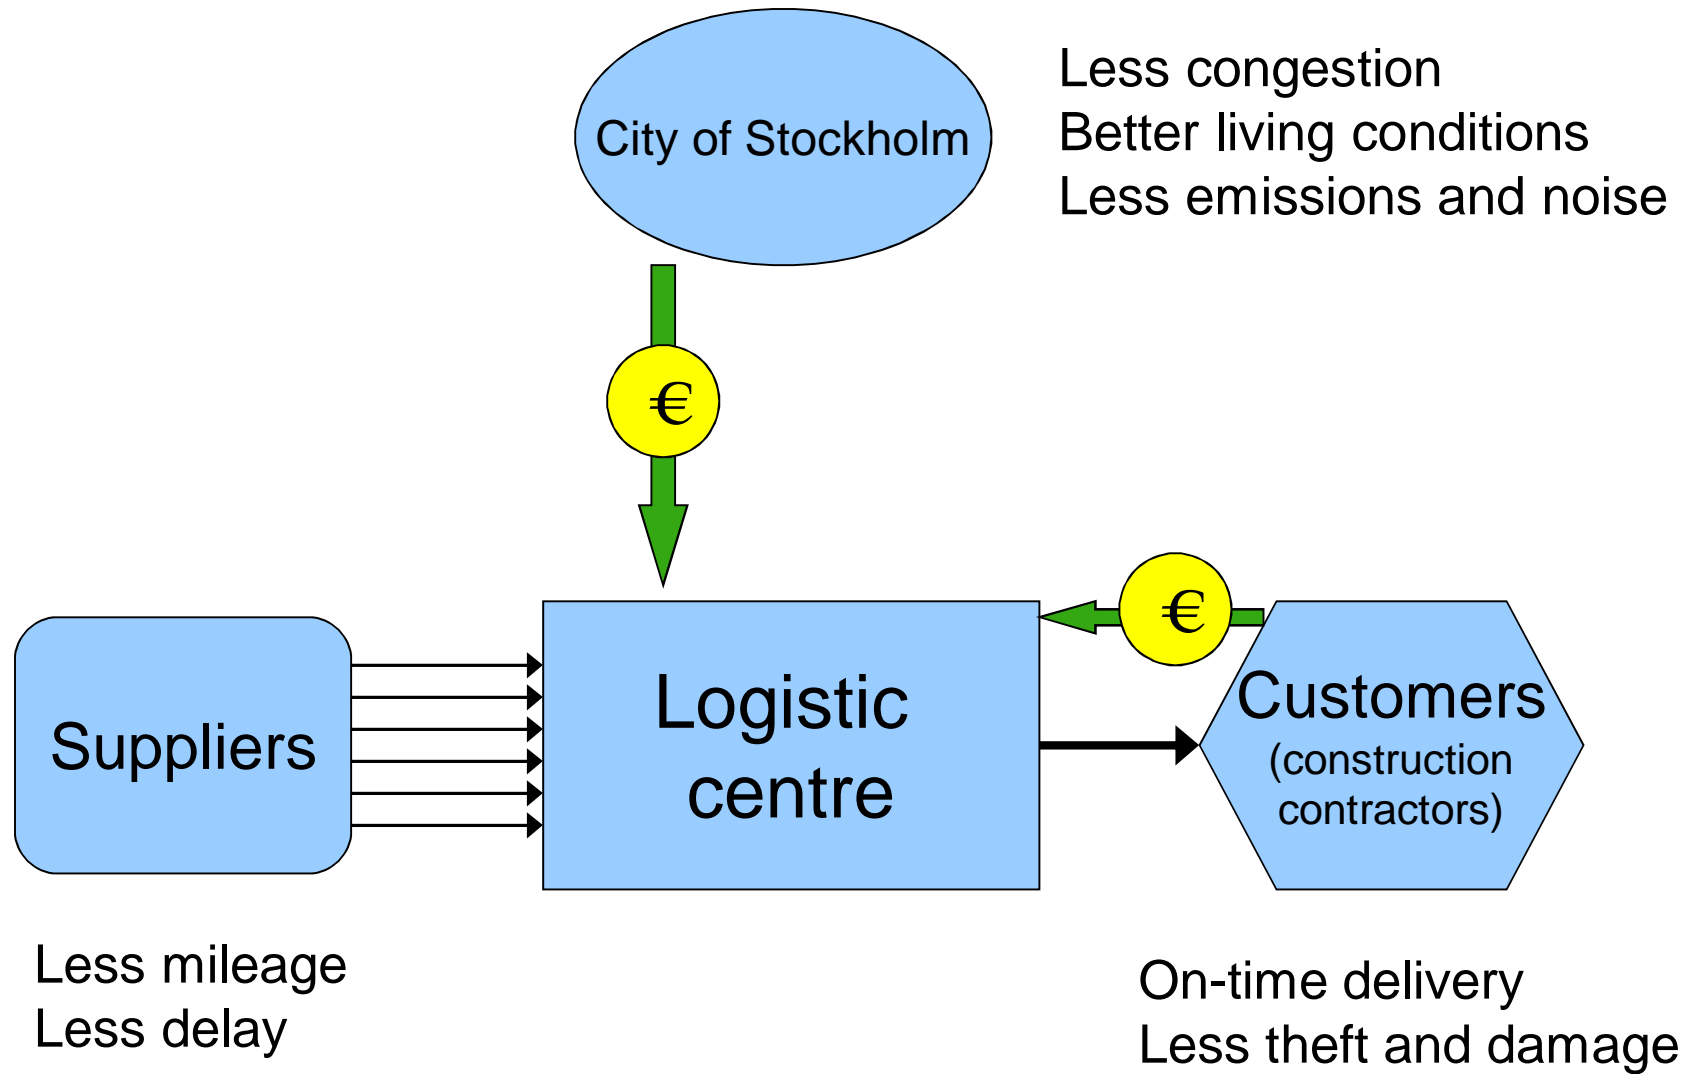 City of Stockholm
Less congestion
Better living conditions
Less emissions and noise
€
€
Suppliers
Logistic
centre
Customers
(construction
contractors)
Less mileage
Less delay
On-time delivery
Less theft and damage